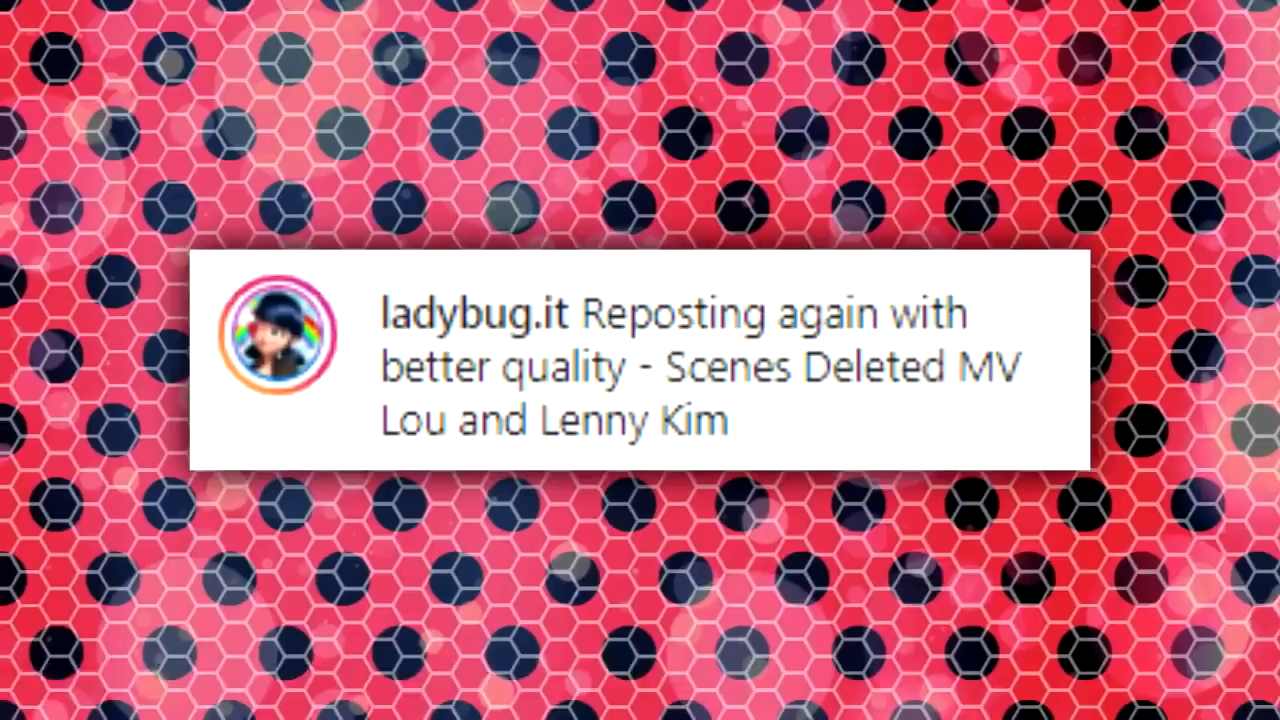 ladybug.it Reposting again with
better quality - Scenes Deleted MV
Lou and Lenny Kim